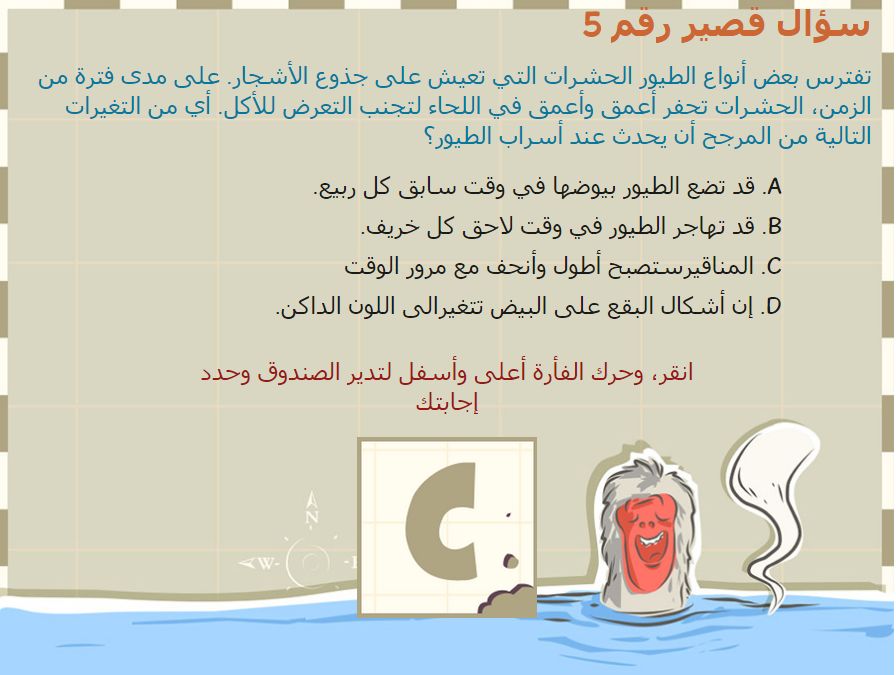 سؤال قصير رقم 5
تفترس بعض أنواع الطيور الحشرات التي تعيش على جذوع الأشجار. على مدى فترة من
الزمن، الحشرات تحفر أعمق وأعمق في اللحاء لتجنب التعرض للأكل. أي من التغيرات
التالية من المرجح أن يحدث عند أسراب الطيور؟
A. قد تضع الطيور بيوضها في وقت سابق كل ربيع.
B. قد تهاجر الطيور في وقت لاحق كل خريف.
C. المناقيرستصبح أطول وأنحف مع مرور الوقت
D. إن أشكال البقع على البيض تتغيرالى اللون الداكن.
انقر، وحرك الفأرة أعلى وأسفل لتدير الصندوق وحدد
إجابتك
C
N
W